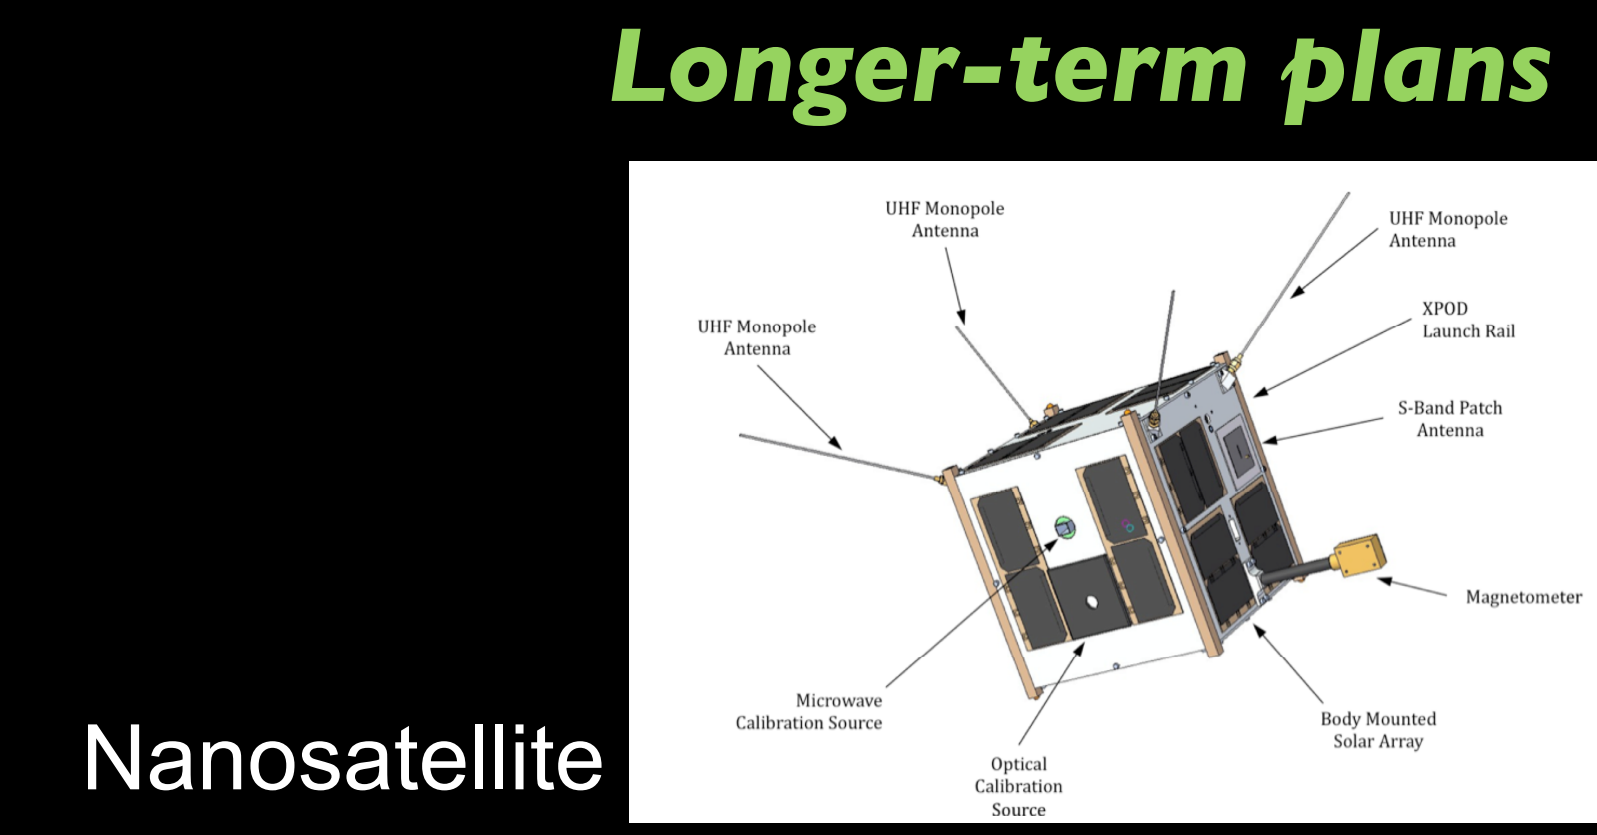 Longer-term plans
UHF Monopole
Antenna
UHF Monopole
Antenna
UHF Monopole
Antenna
XPOD
Launch Rail
S-Band Patch
Antenna
Magnetometer
Microwave
Calibration Source
Body Mounted
Solar Array
Optical
Calibration
Source
Nanosatellite